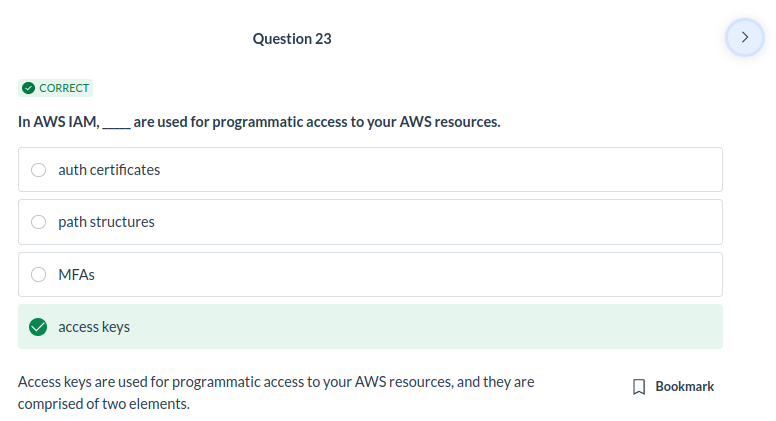 Question 23
CORRECT
In AWS IAM, _____ are used for programmatic access to your AWS resources.
auth certificates
path structures
MFAs
access keys
Access keys are used for programmatic access to your AWS resources, and they are
comprised of two elements.
Bookmark